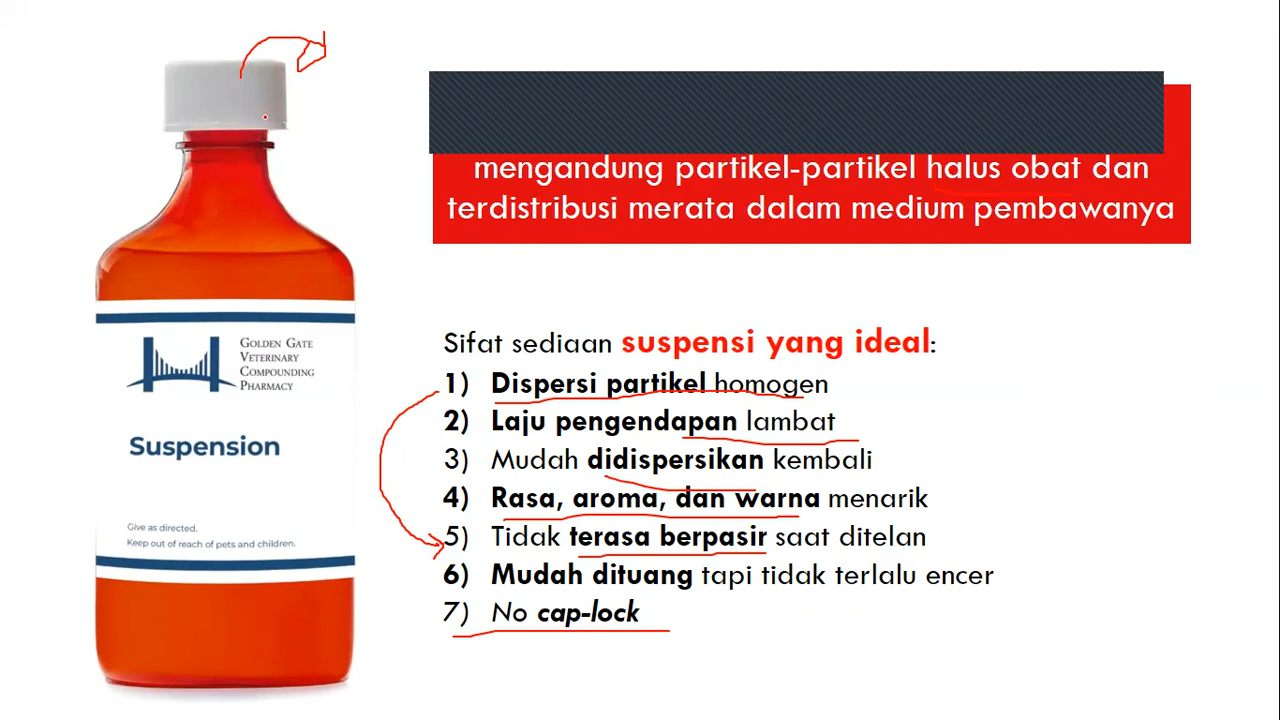 GOLDEN GATE
VETERINARY
COMPOUNDING
PHARMACY
Suspension
Give as directed.
Keep out of reach of pets and children.
mengandung partikel-partikel halus obat dan
terdistribusi merata dalam medium pembawanya
Sifat sediaan suspensi yang ideal:
1) Dispersi partikel homogen
2) Laju pengendapan lambat
3) Mudah didispersikan kembali
4) Rasa, aroma, dan warna menarik
5) Tidak terasa berpasir saat ditelan
6) Mudah dituang tapi tidak terlalu encer
7) No cap-lock